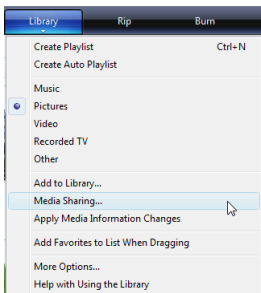 Library Rip Burn
Create Playlist Ctrl+N
Create Auto Playlist
Music
Pictures
Video
Recorded TV
Other
Add to Library...
Media Sharing...
Apply Media Information Changes
Add Favorites to List When Dragging
More Options...
Help with Using the Library